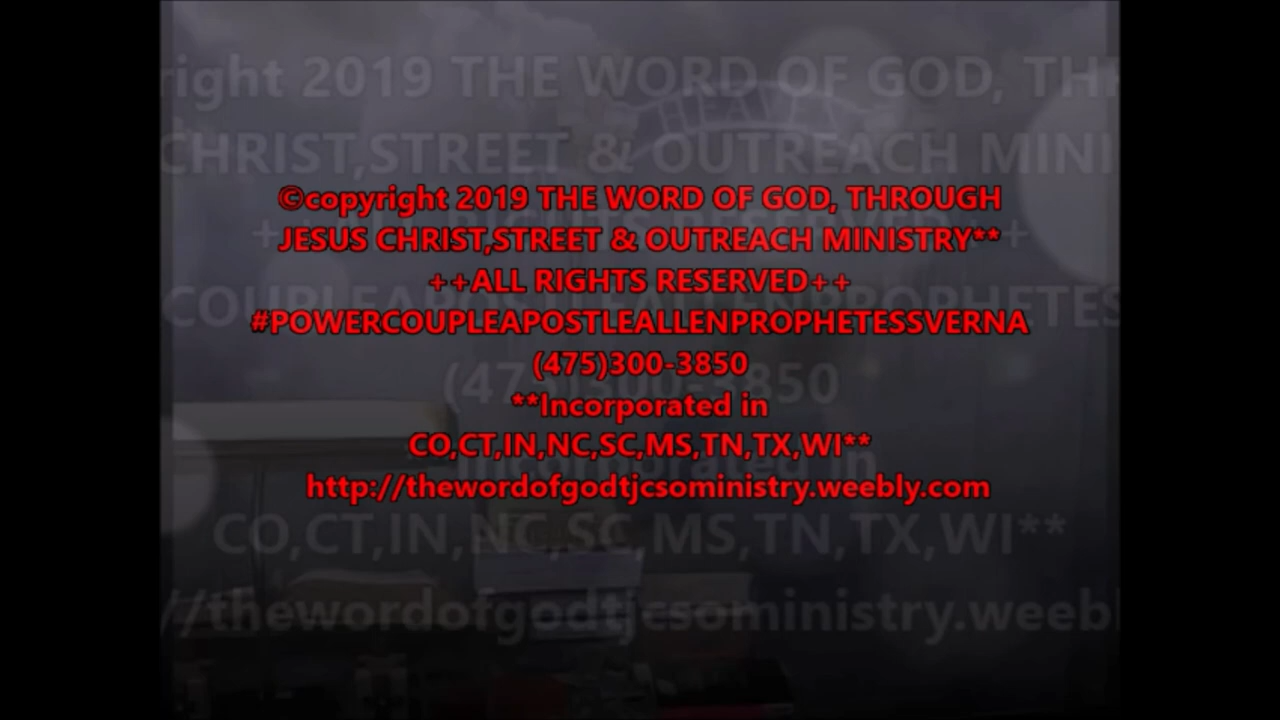 ©copyright 2019 THE WORD OF GOD, THROUGH
JESUS CHRIST,STREET & OUTREACH MINISTRY**
++ALL RIGHTS RESERVED++
#POWERCOUPLEAPOSTLEALLENPROPHETESSVERNA
(475)300-3850
**Incorporated in
CO,CT,IN,NC,SC,MS,TN,TX,WI**
http://thewordofgodtjcsoministry.weebly.com
HEAVEN